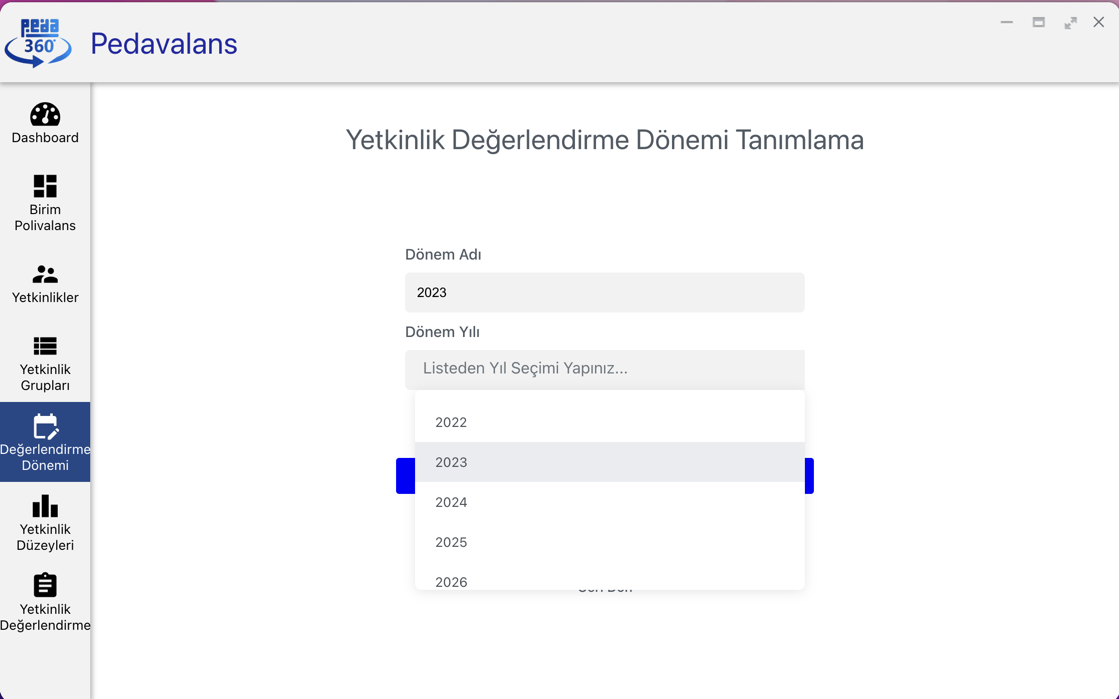 peda
360°
Pedavalans
Dashboard
Birim
Polivalans
Yetkinlikler
Yetkinlik
Grupları
Değerlendirme
Dönemi
Yetkinlik
Düzeyleri
Yetkinlik
Değerlendirme
Yetkinlik Değerlendirme Dönemi Tanımlama
Dönem Adı
2023
Dönem Yılı
Listeden Yıl Seçimi Yapınız...
2022
2023
2024
2025
2026